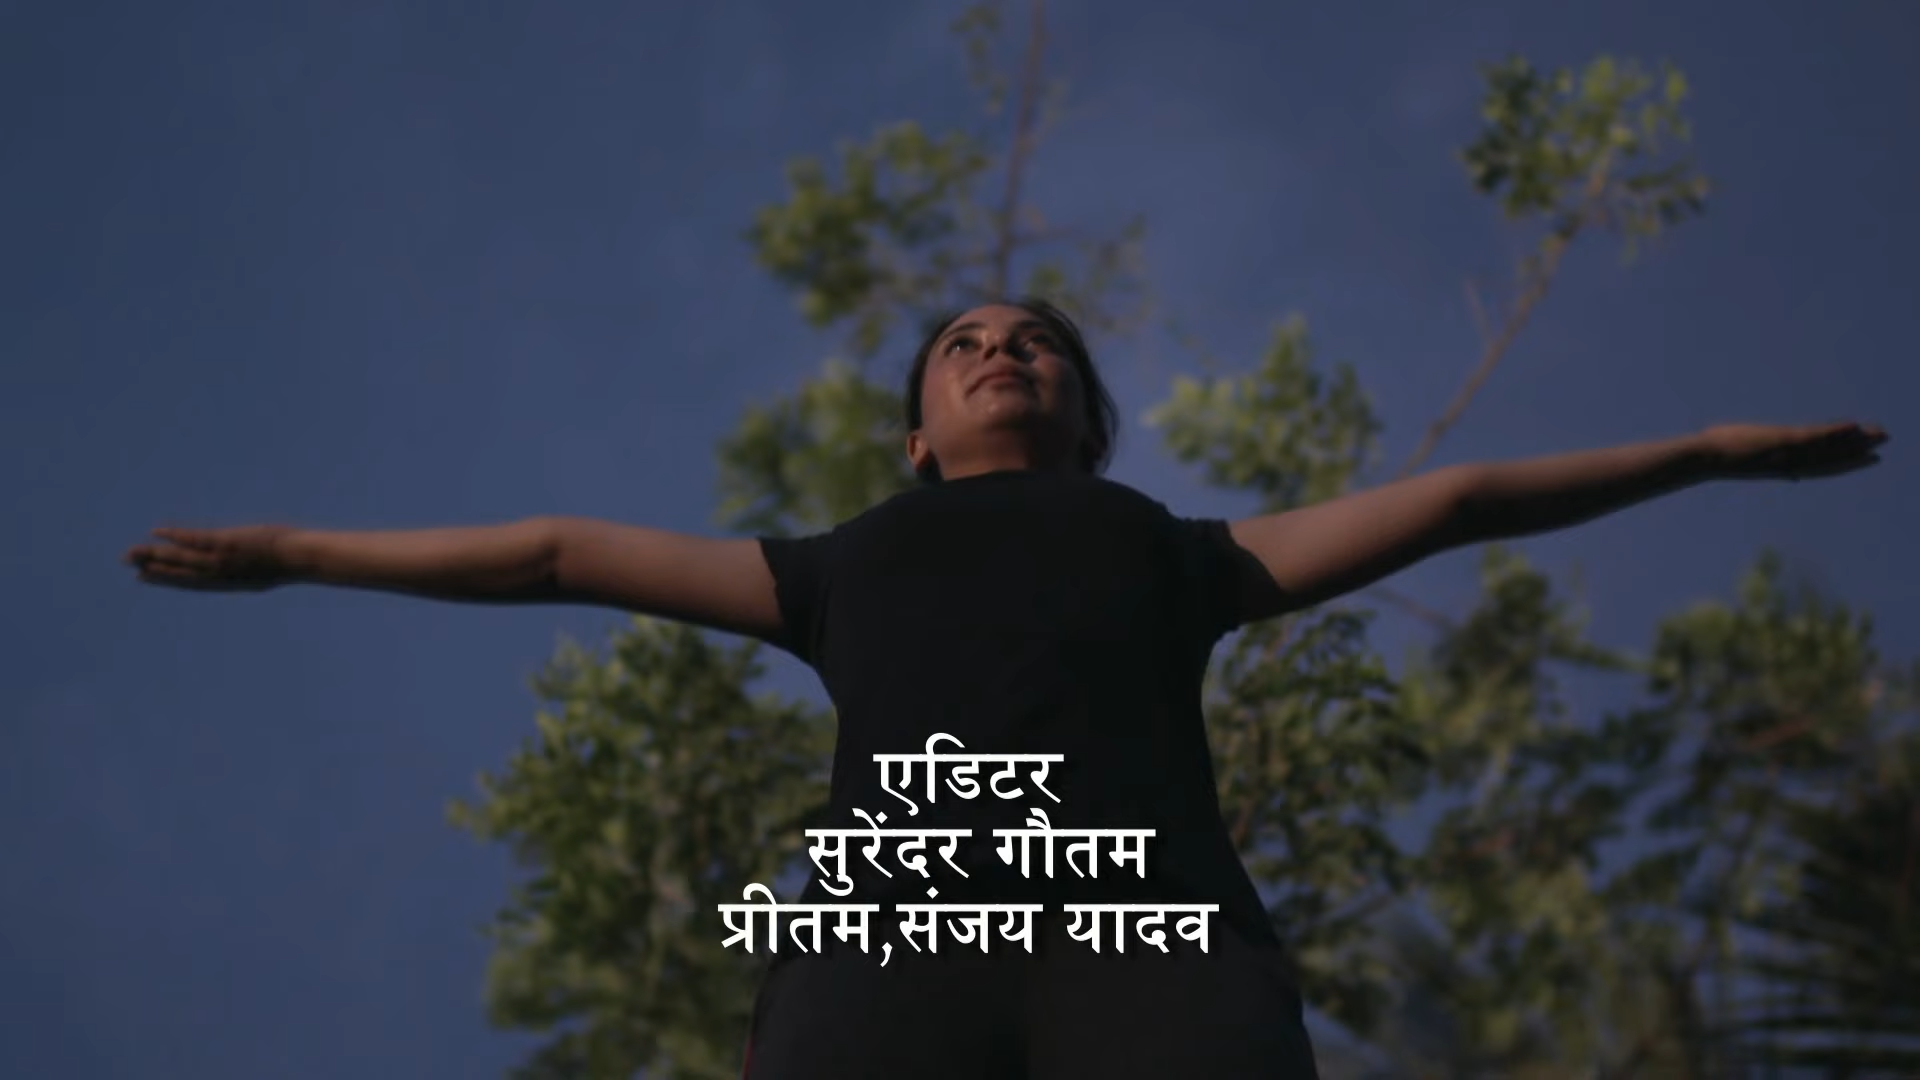 एडिटर
सुरेंदर गौतम
प्रीतम,संजय यादव